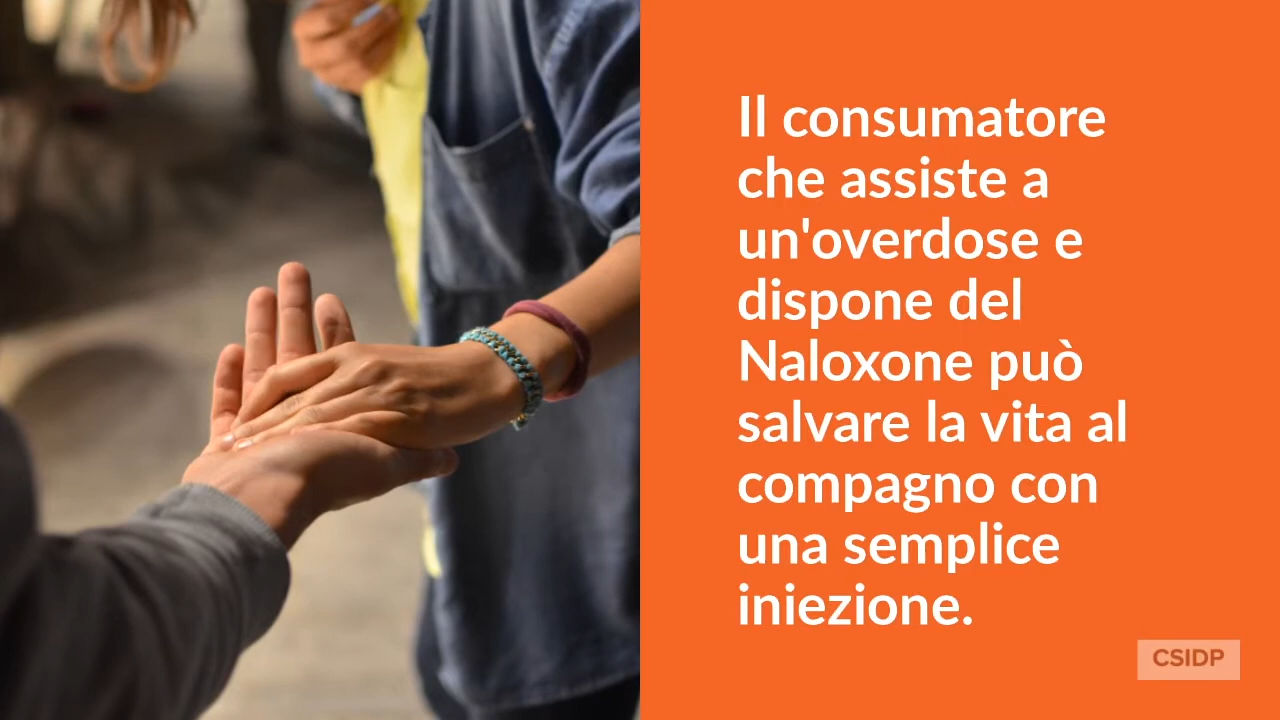 Il consumatore
che assiste a
un'overdose e
dispone del
Naloxone può
salvare la vita al
compagno con
una semplice
iniezione.
CSIDP